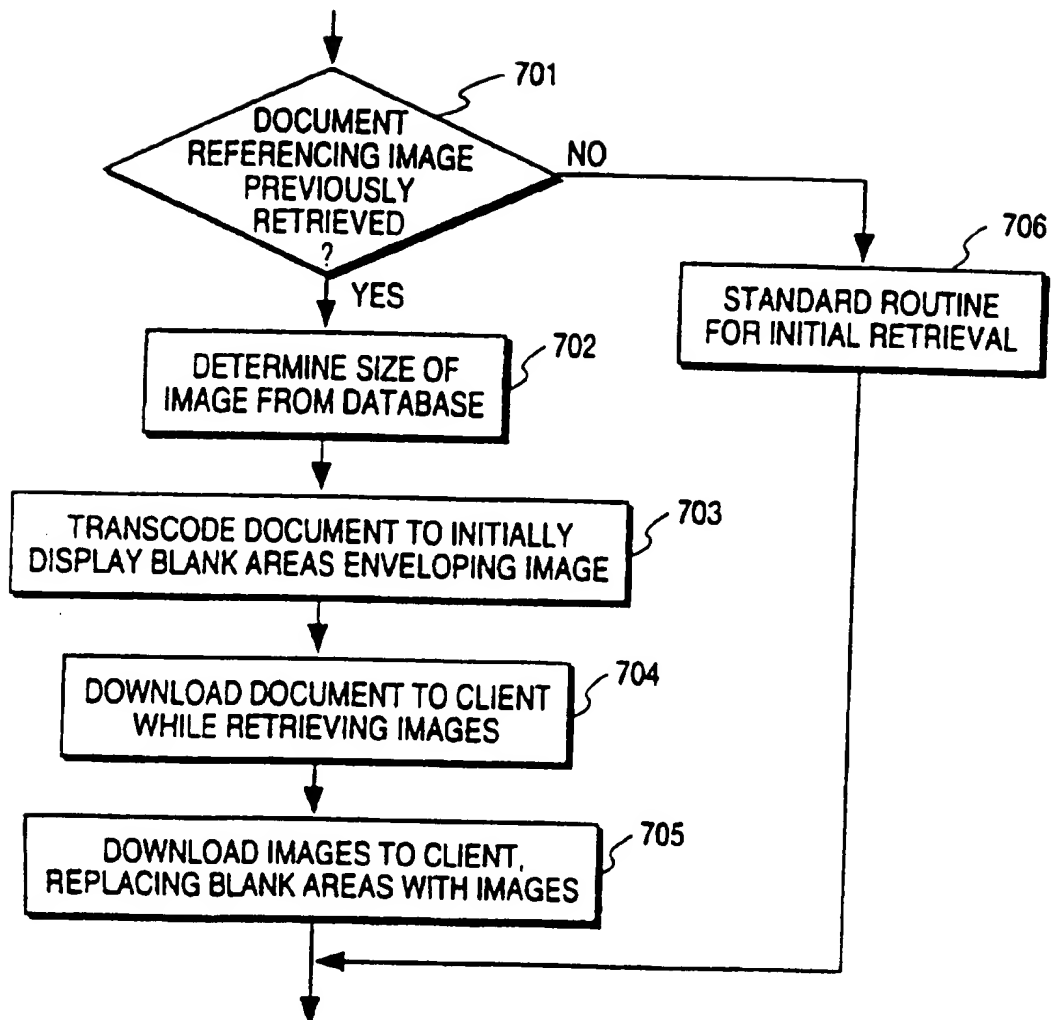 701
DOCUMENT
REFERENCING IMAGE
PREVIOUSLY
RETRIEVED
?
NO
YES
706
STANDARD ROUTINE
FOR INITIAL RETRIEVAL
702
DETERMINE SIZE OF
IMAGE FROM DATABASE
703
TRANSCODE DOCUMENT TO INITIALLY
DISPLAY BLANK AREAS ENVELOPING IMAGE
704
DOWNLOAD DOCUMENT TO CLIENT
WHILE RETRIEVING IMAGES
705
DOWNLOAD IMAGES TO CLIENT,
REPLACING BLANK AREAS WITH IMAGES